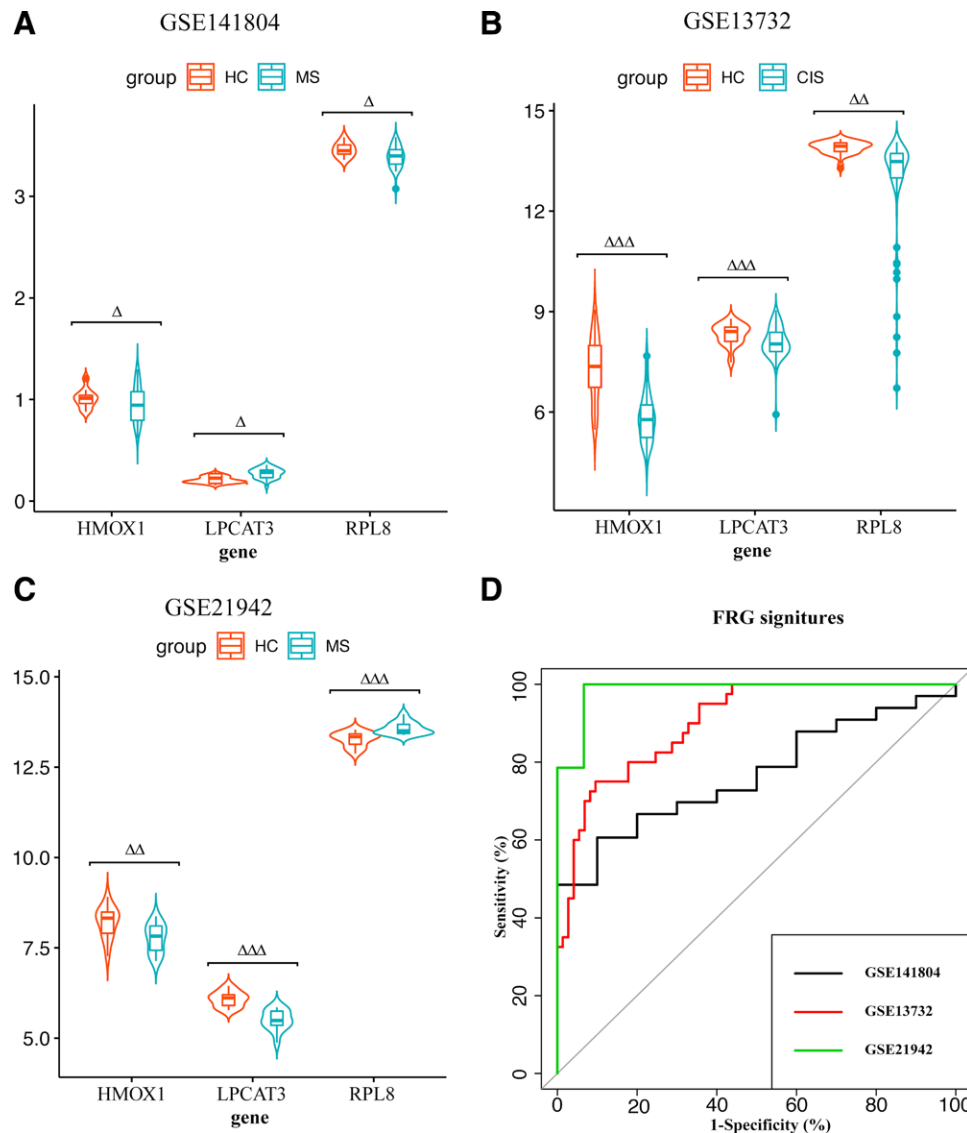 A
GSE141804
group HC MS
Δ
Δ
Δ
3
2
1
0
HMOX1 LPCAT3 RPL8
gene
B
GSE13732
group HC CIS
ΔΔ
ΔΔΔ
ΔΔΔ
15
12
9
6
HMOX1 LPCAT3 RPL8
gene
C
GSE21942
group HC MS
ΔΔΔ
ΔΔ
ΔΔΔ
15.0
12.5
10.0
7.5
5.0
HMOX1 LPCAT3 RPL8
gene
D
FRG signitures
Sensitivity (%)
100
80
60
40
20
0
GSE141804
GSE13732
GSE21942
0 20 40 60 80 100
1-Specificity (%)